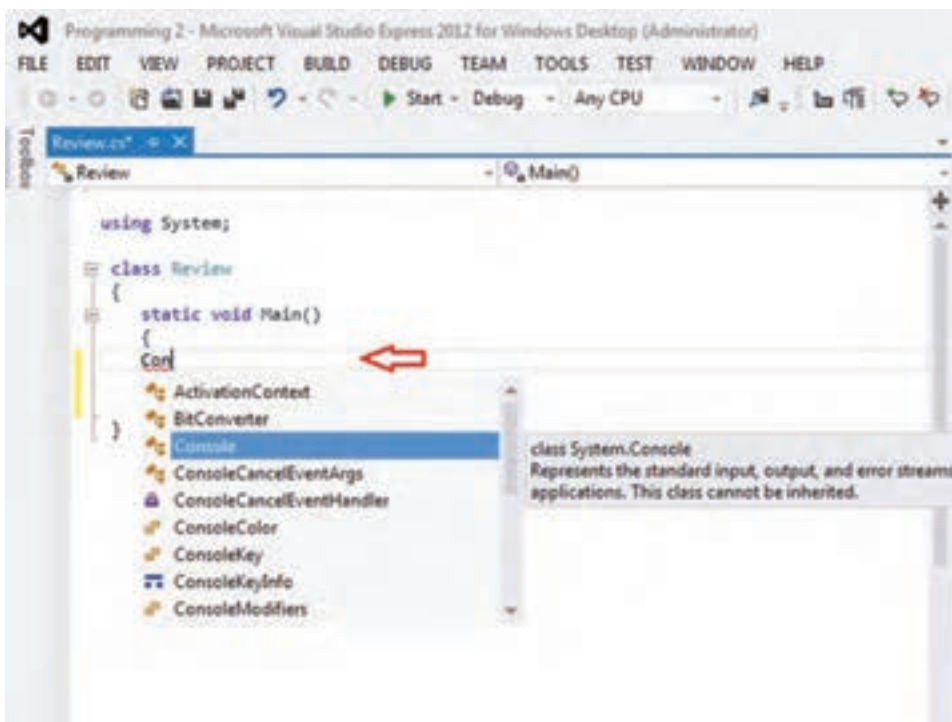 Programming 2 - Microsoft Visual Studio Express 2012 for Windows Desktop (Administrator)
FILE EDIT VIEW PROJECT BUILD DEBUG TEAM TOOLS TEST WINDOW HELP
Start Debug Any CPU
Toolbox
Review.cs*
Review Main()
using System;
class Review
{
static void Main()
{
Con
ActivationContext
BitConverter
Console
ConsoleCancelEventArgs
ConsoleCancelEventHandler
ConsoleColor
ConsoleKey
ConsoleKeyInfo
ConsoleModifiers
}
class System.Console
Represents the standard input, output, and error streams
applications. This class cannot be inherited.